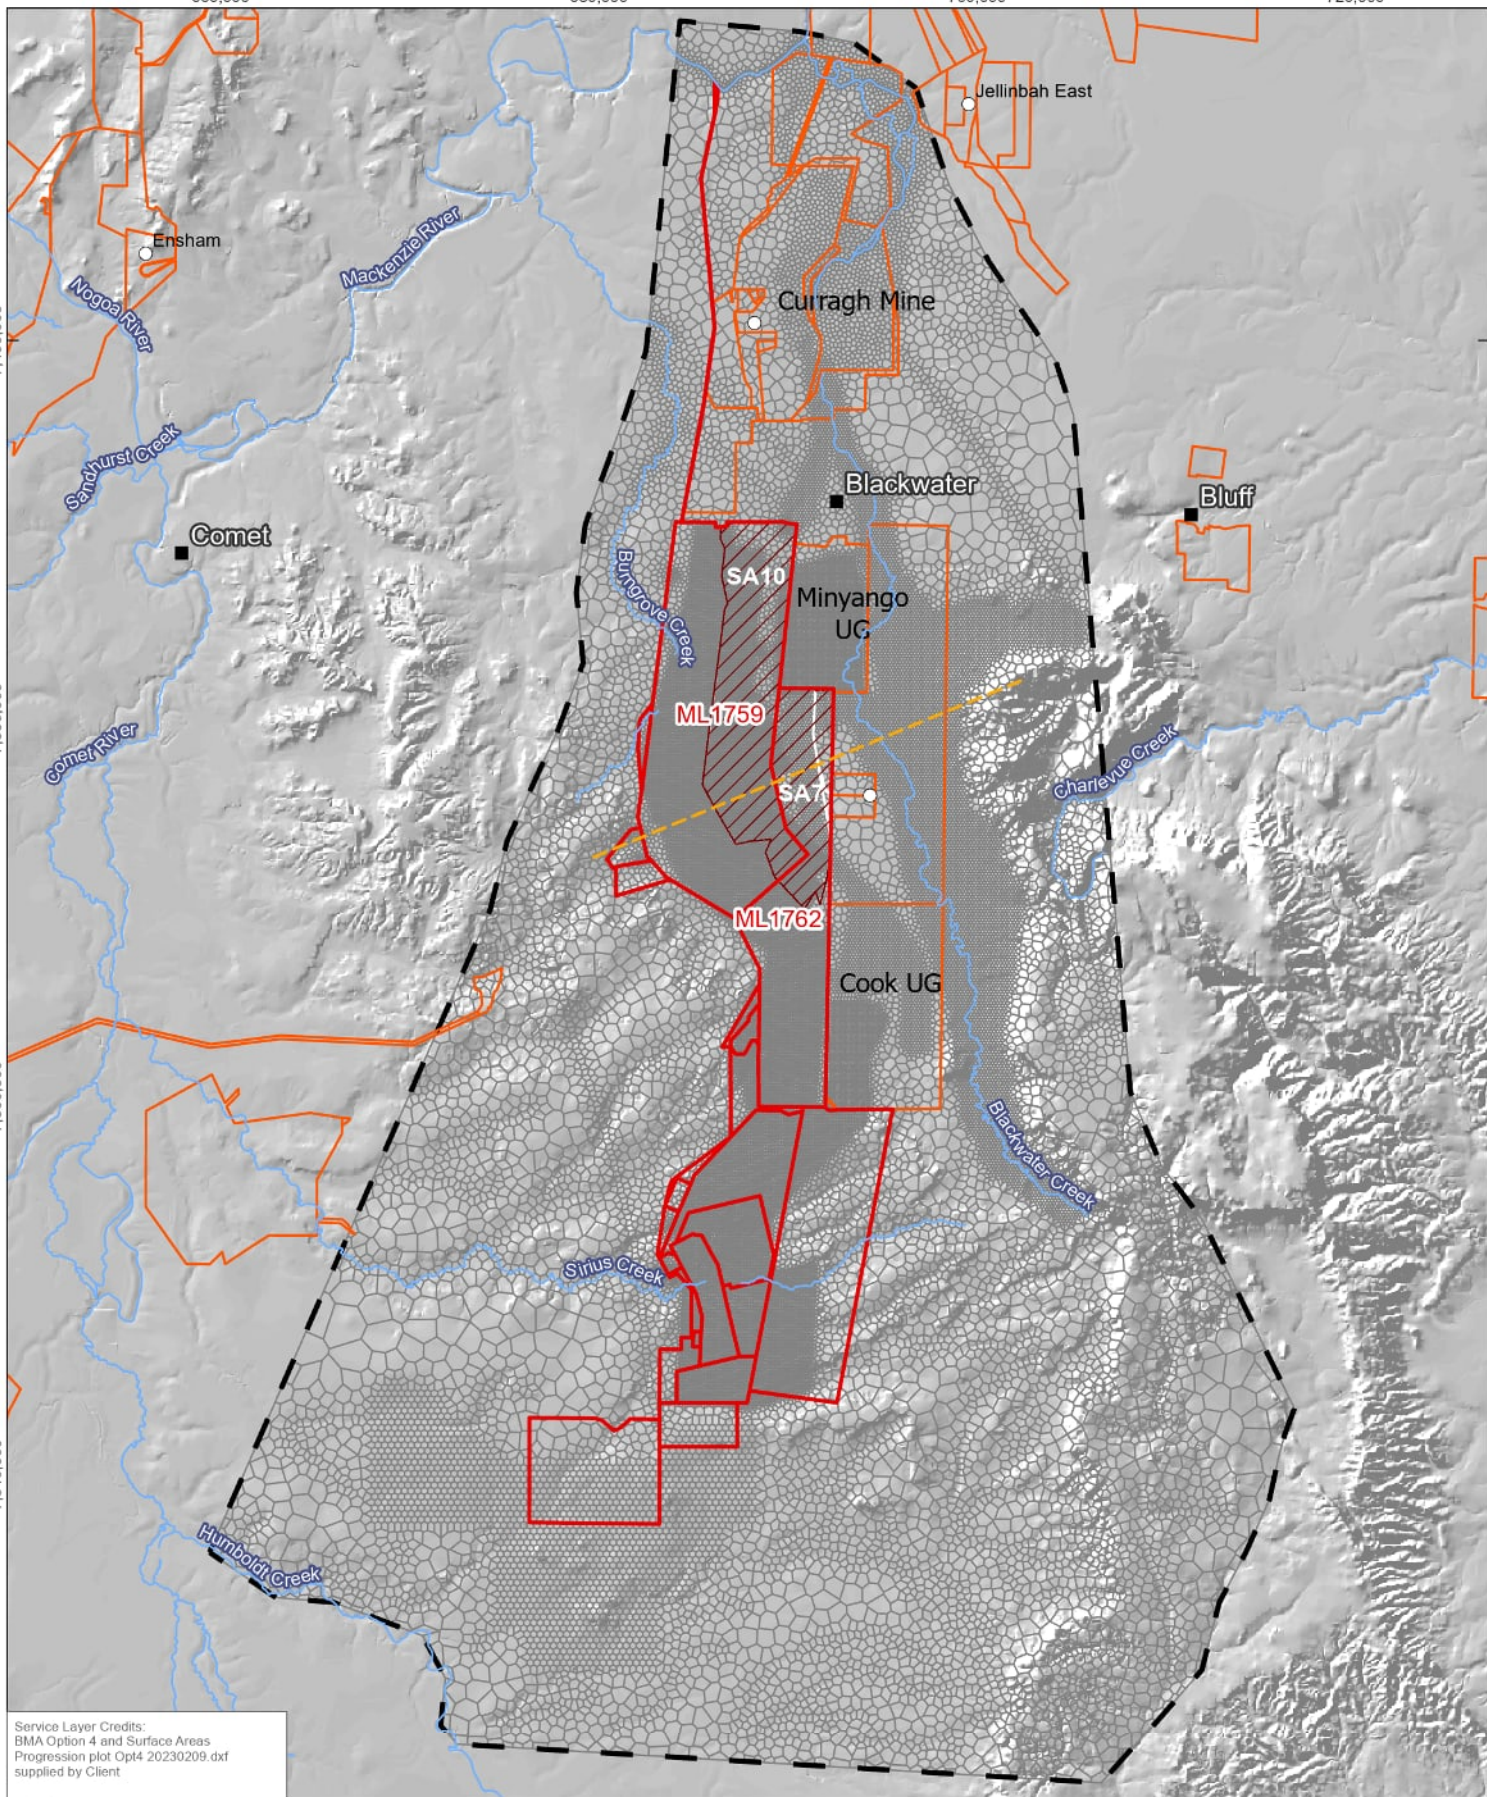 Jellinbah East
Ensham
Mackenzie River
Nogoa River
Curragh Mine
Sandhurst Creek
Blackwater
Bluff
Comet
Burngrove Creek
SA10
Minyango
UG
ML1759
Comet River
Charlevue Creek
SA7
ML1762
Cook UG
Blackwater Creek
Sirius Creek
Humboldt Creek
Service Layer Credits:
BMA Option 4 and Surface Areas
Progression plot Opt4 20230209.dxf
supplied by Client